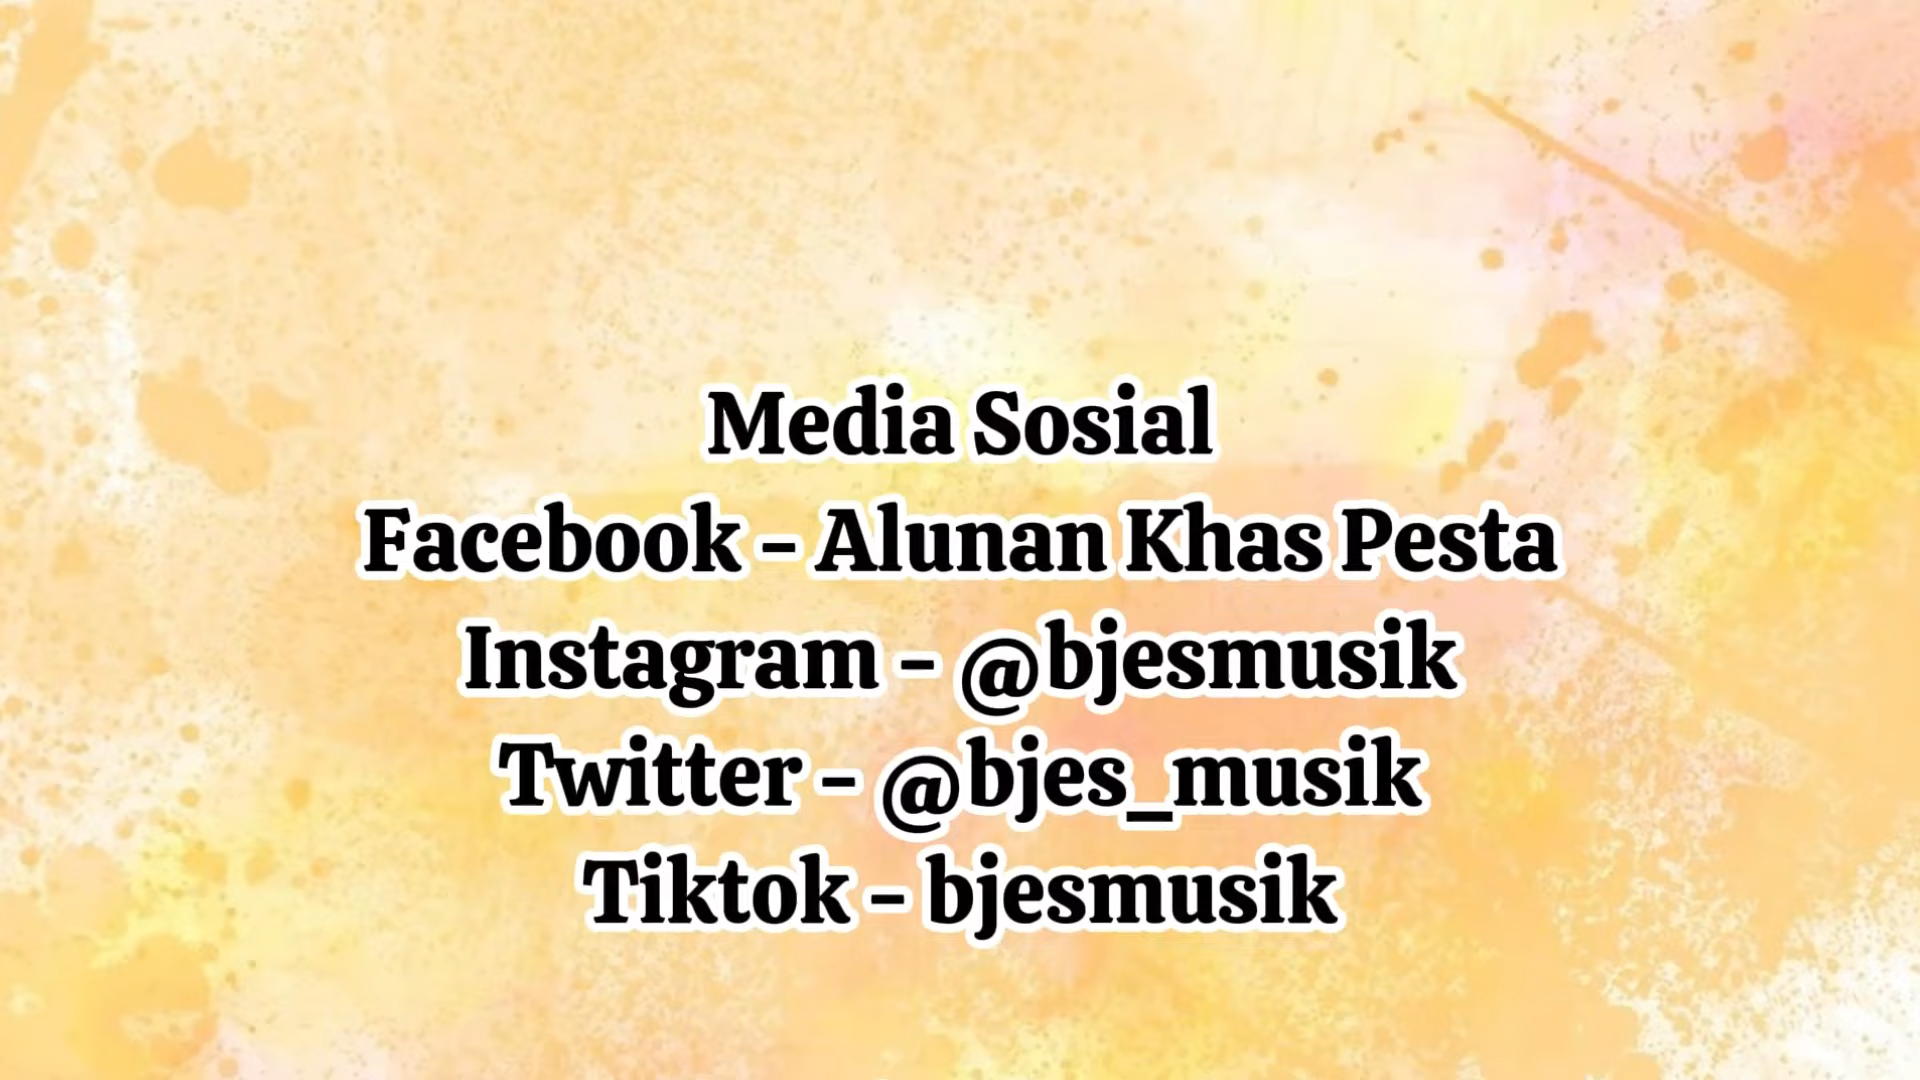 Media Sosial
Facebook - Alunan Khas Pesta
Instagram - @bjesmusik
Twitter - @bjes_musik
Tiktok - bjesmusik